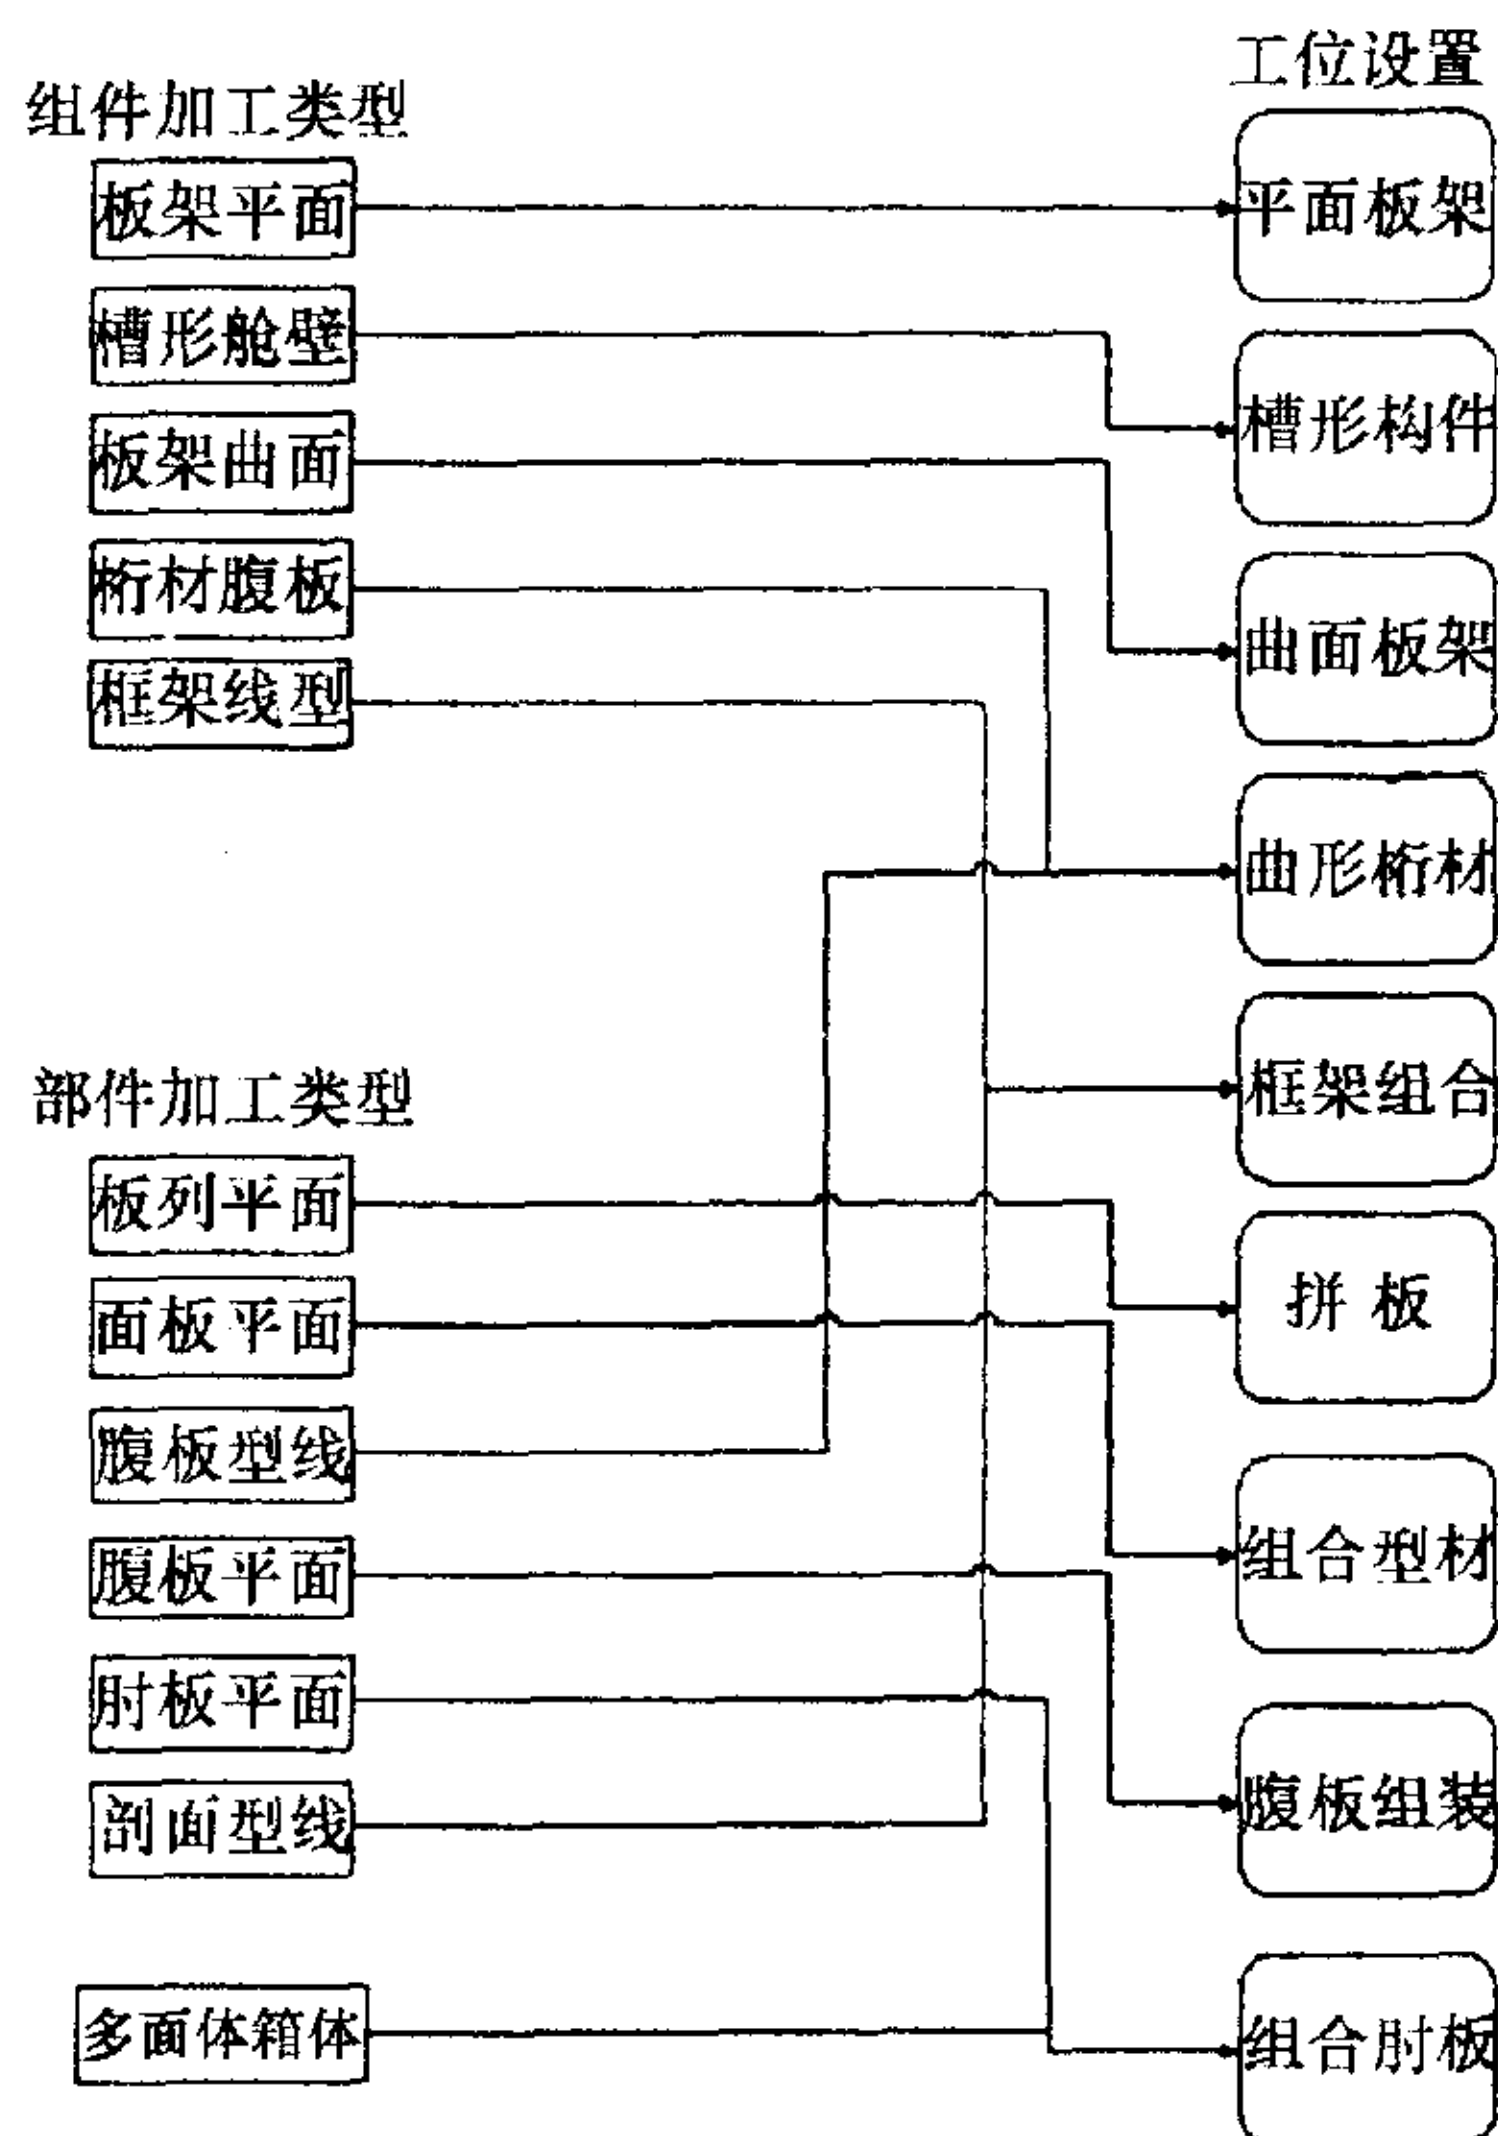 工位设置
组件加工类型
板架平面
槽形舱壁
板架曲面
桁材腹板
框架线型
部件加工类型
板列平面
面板平面
腹板型线
腹板平面
肘板平面
剖面型线
多面体箱体
平面板架
槽形构件
曲面板架
曲形桁材
框架组合
拼板
组合型材
腹板组装
组合肘板